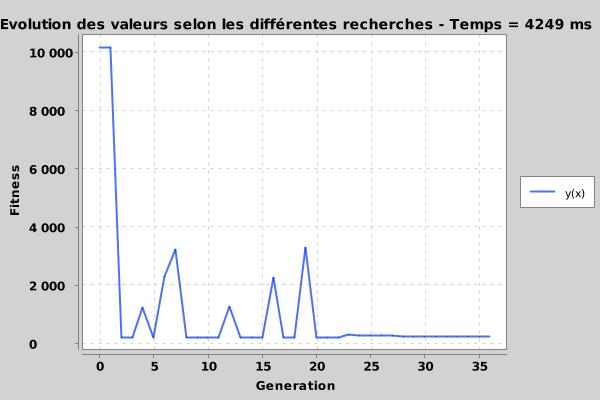 Evolution des valeurs selon les différentes recherches - Temps = 4249 ms
10 000
8 000
6 000
4 000
2 000
0
Fitness
0 5 10 15 20 25 30 35
Generation
y(x)